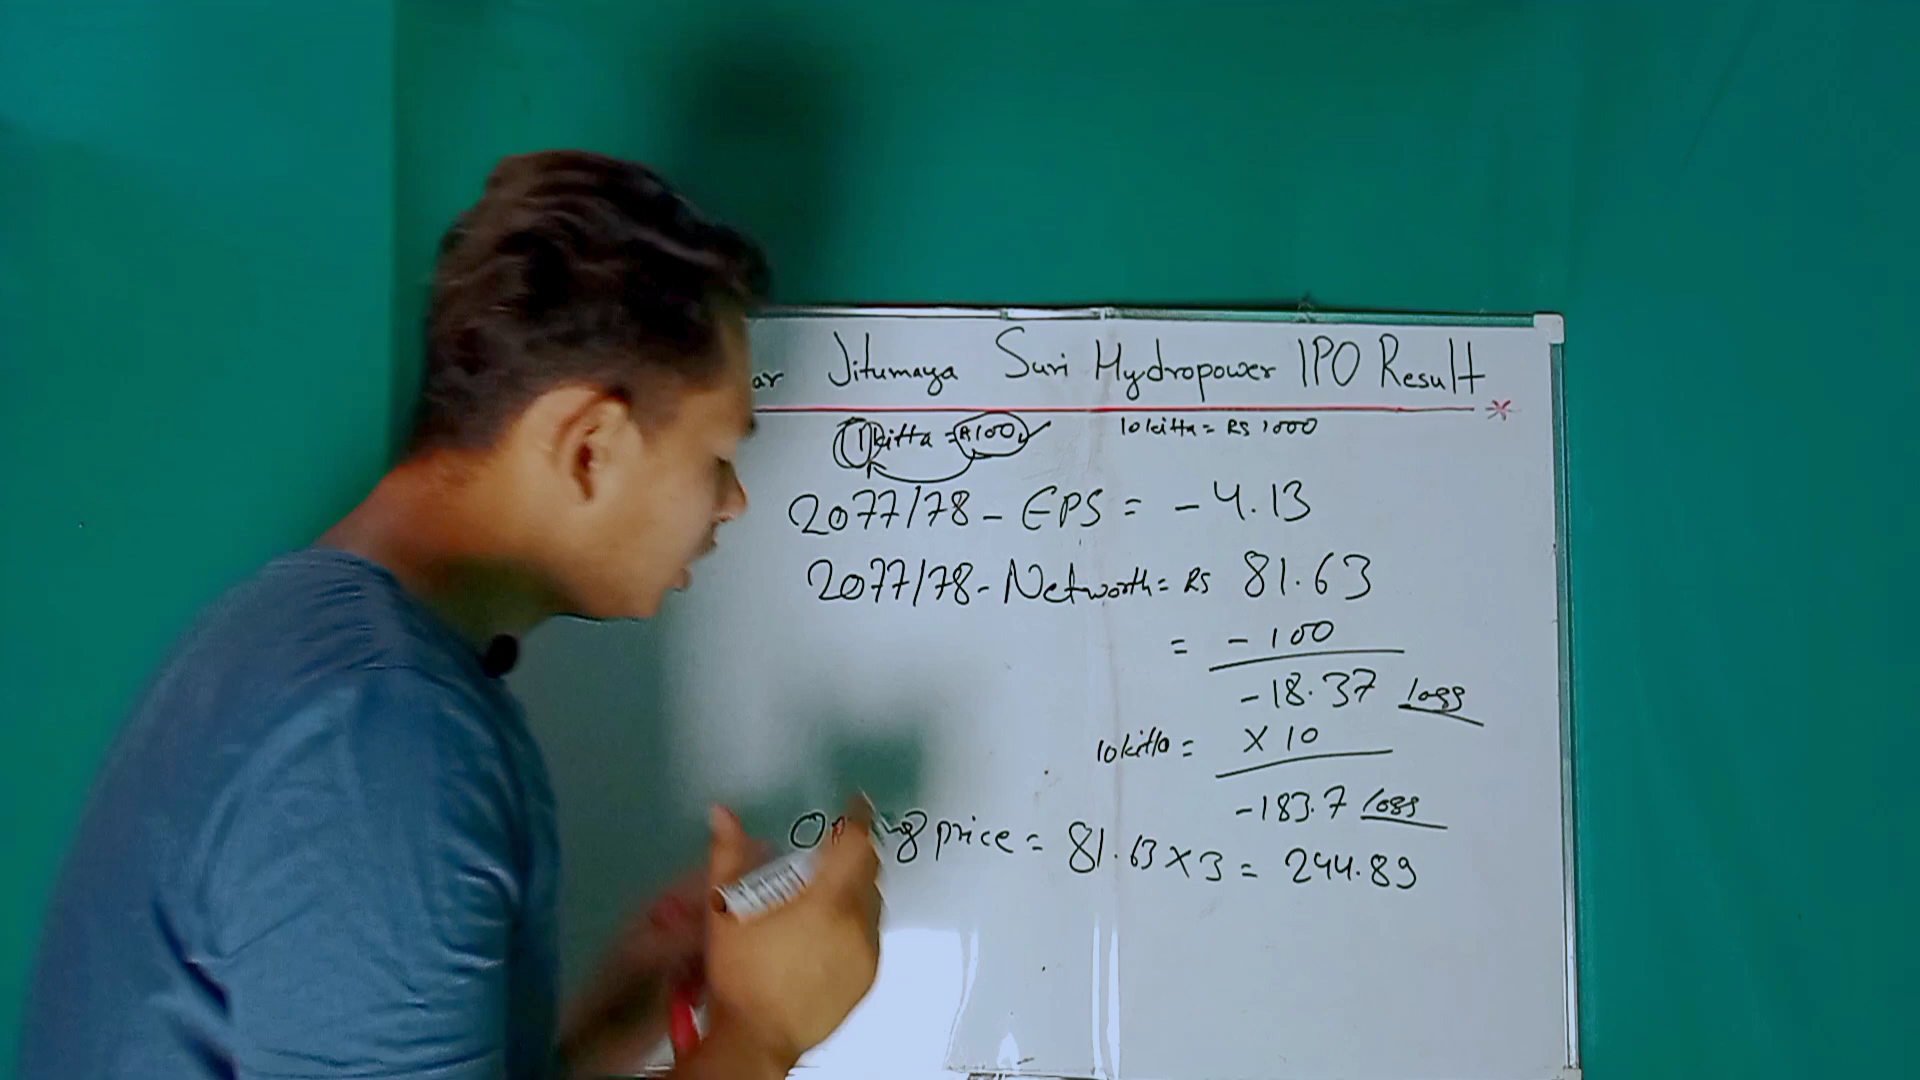 Jitumaya Suri Hydropower IPO Result
1 kitta = Rs 100 10 kitta = Rs 1000
2077/78 - EPS = - 4.13
2077/78 - Networth = Rs 81.63
= - 100
-18.37 loss
10 kitta = X 10
-183.7 loss
price = 81.63 X 3 = 244.89